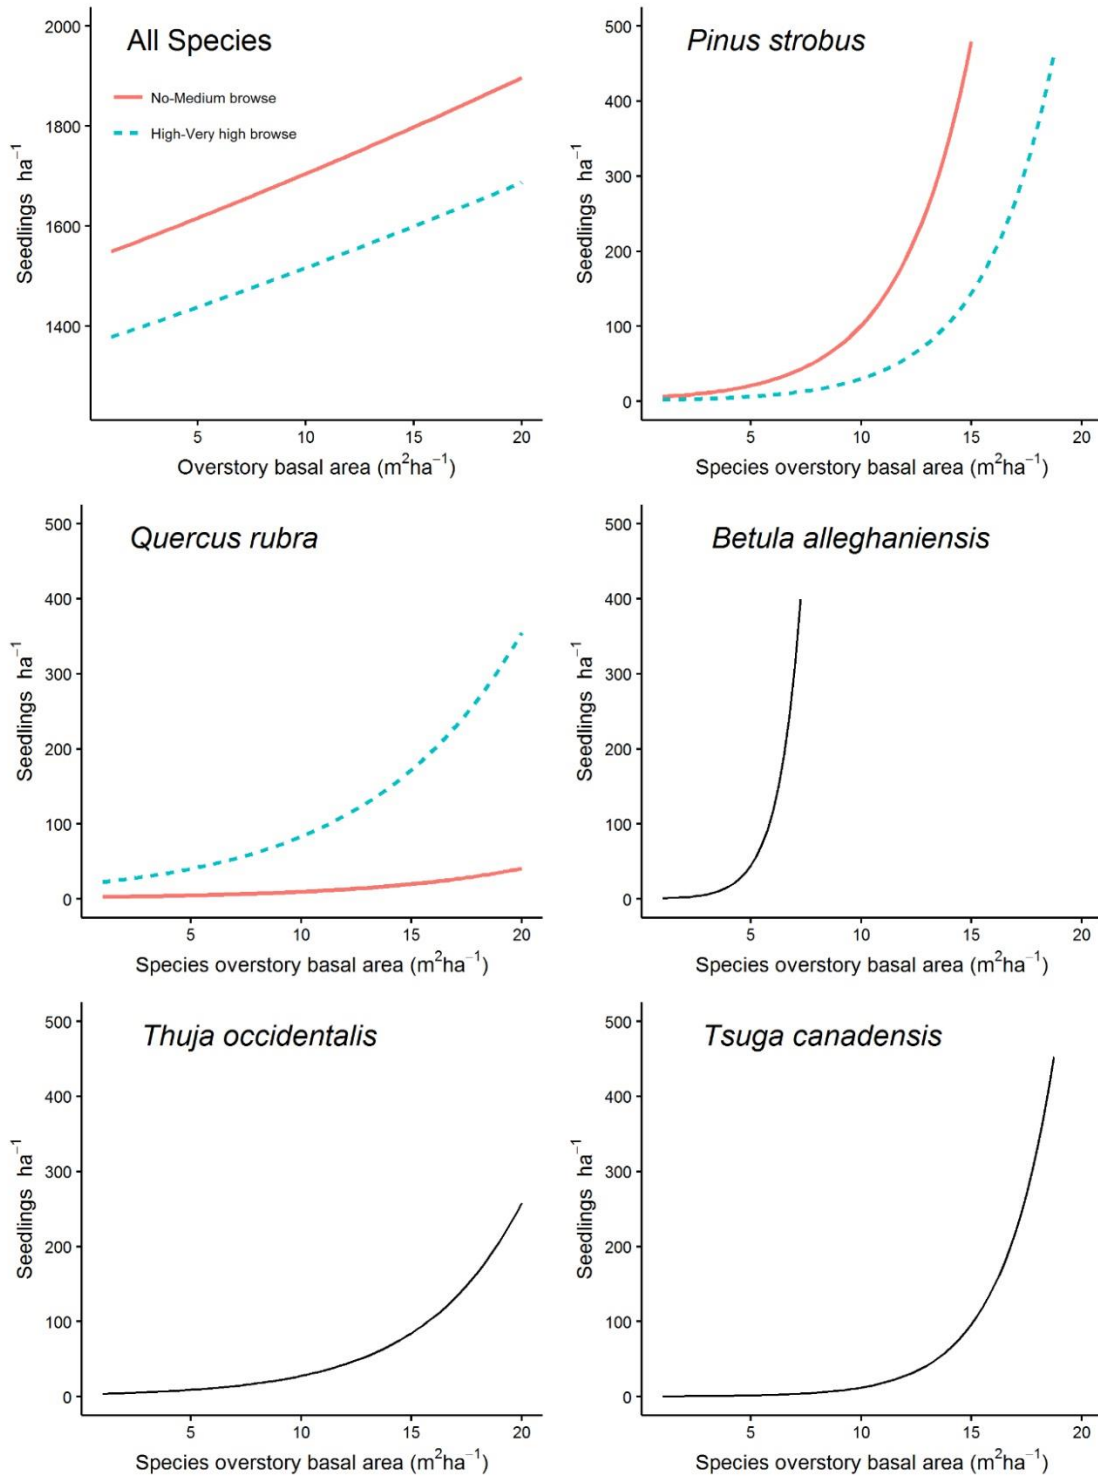 All Species
No-Medium browse
High-Very high browse
2000
1800
1600
1400
Seedlings ha⁻¹
5 10 15 20
Overstory basal area (m²ha⁻¹)
Pinus strobus
500
400
300
200
100
0
Seedlings ha⁻¹
5 10 15 20
Species overstory basal area (m²ha⁻¹)
Quercus rubra
500
400
300
200
100
0
Seedlings ha⁻¹
5 10 15 20
Species overstory basal area (m²ha⁻¹)
Betula alleghaniensis
500
400
300
200
100
0
Seedlings ha⁻¹
5 10 15 20
Species overstory basal area (m²ha⁻¹)
Thuja occidentalis
500
400
300
200
100
0
Seedlings ha⁻¹
5 10 15 20
Species overstory basal area (m²ha⁻¹)
Tsuga canadensis
500
400
300
200
100
0
Seedlings ha⁻¹
5 10 15 20
Species overstory basal area (m²ha⁻¹)